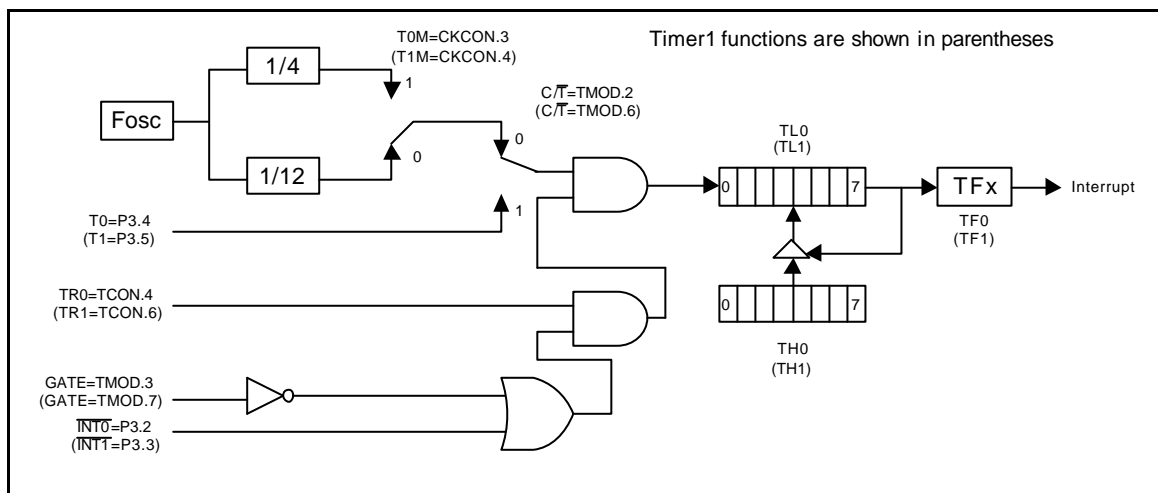 T0M=CKCON.3
(T1M=CKCON.4)
Timer1 functions are shown in parentheses
1/4
1
C/T̅=TMOD.2
(C/T̅=TMOD.6)
Fosc
0
TL0
(TL1)
1/12
0
0
7
TFx
Interrupt
T0=P3.4
(T1=P3.5)
1
TF0
(TF1)
TR0=TCON.4
(TR1=TCON.6)
0
7
TH0
(TH1)
GATE=TMOD.3
(GATE=TMOD.7)
I̅N̅T̅0̅=P3.2
(I̅N̅T̅1̅=P3.3)